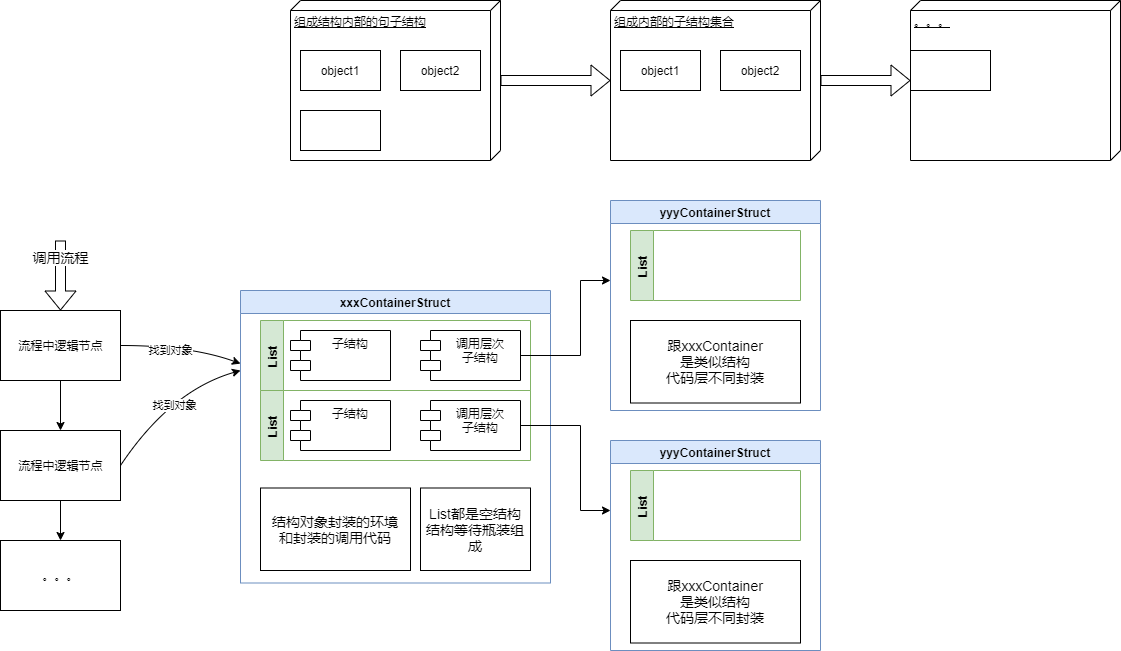 组成结构内部的句子结构
object1
object2
组成内部的子结构集合
object1
object2
。。。
调用流程
流程中逻辑节点
找到对象
流程中逻辑节点
找到对象
。。。
xxxContainerStruct
List
子结构
调用层次
子结构
List
子结构
调用层次
子结构
结构对象封装的环境
和封装的调用代码
List都是空结构
结构等待瓶装组
成
yyyContainerStruct
List
跟xxxContainer
是类似结构
代码层不同封装
yyyContainerStruct
List
跟xxxContainer
是类似结构
代码层不同封装